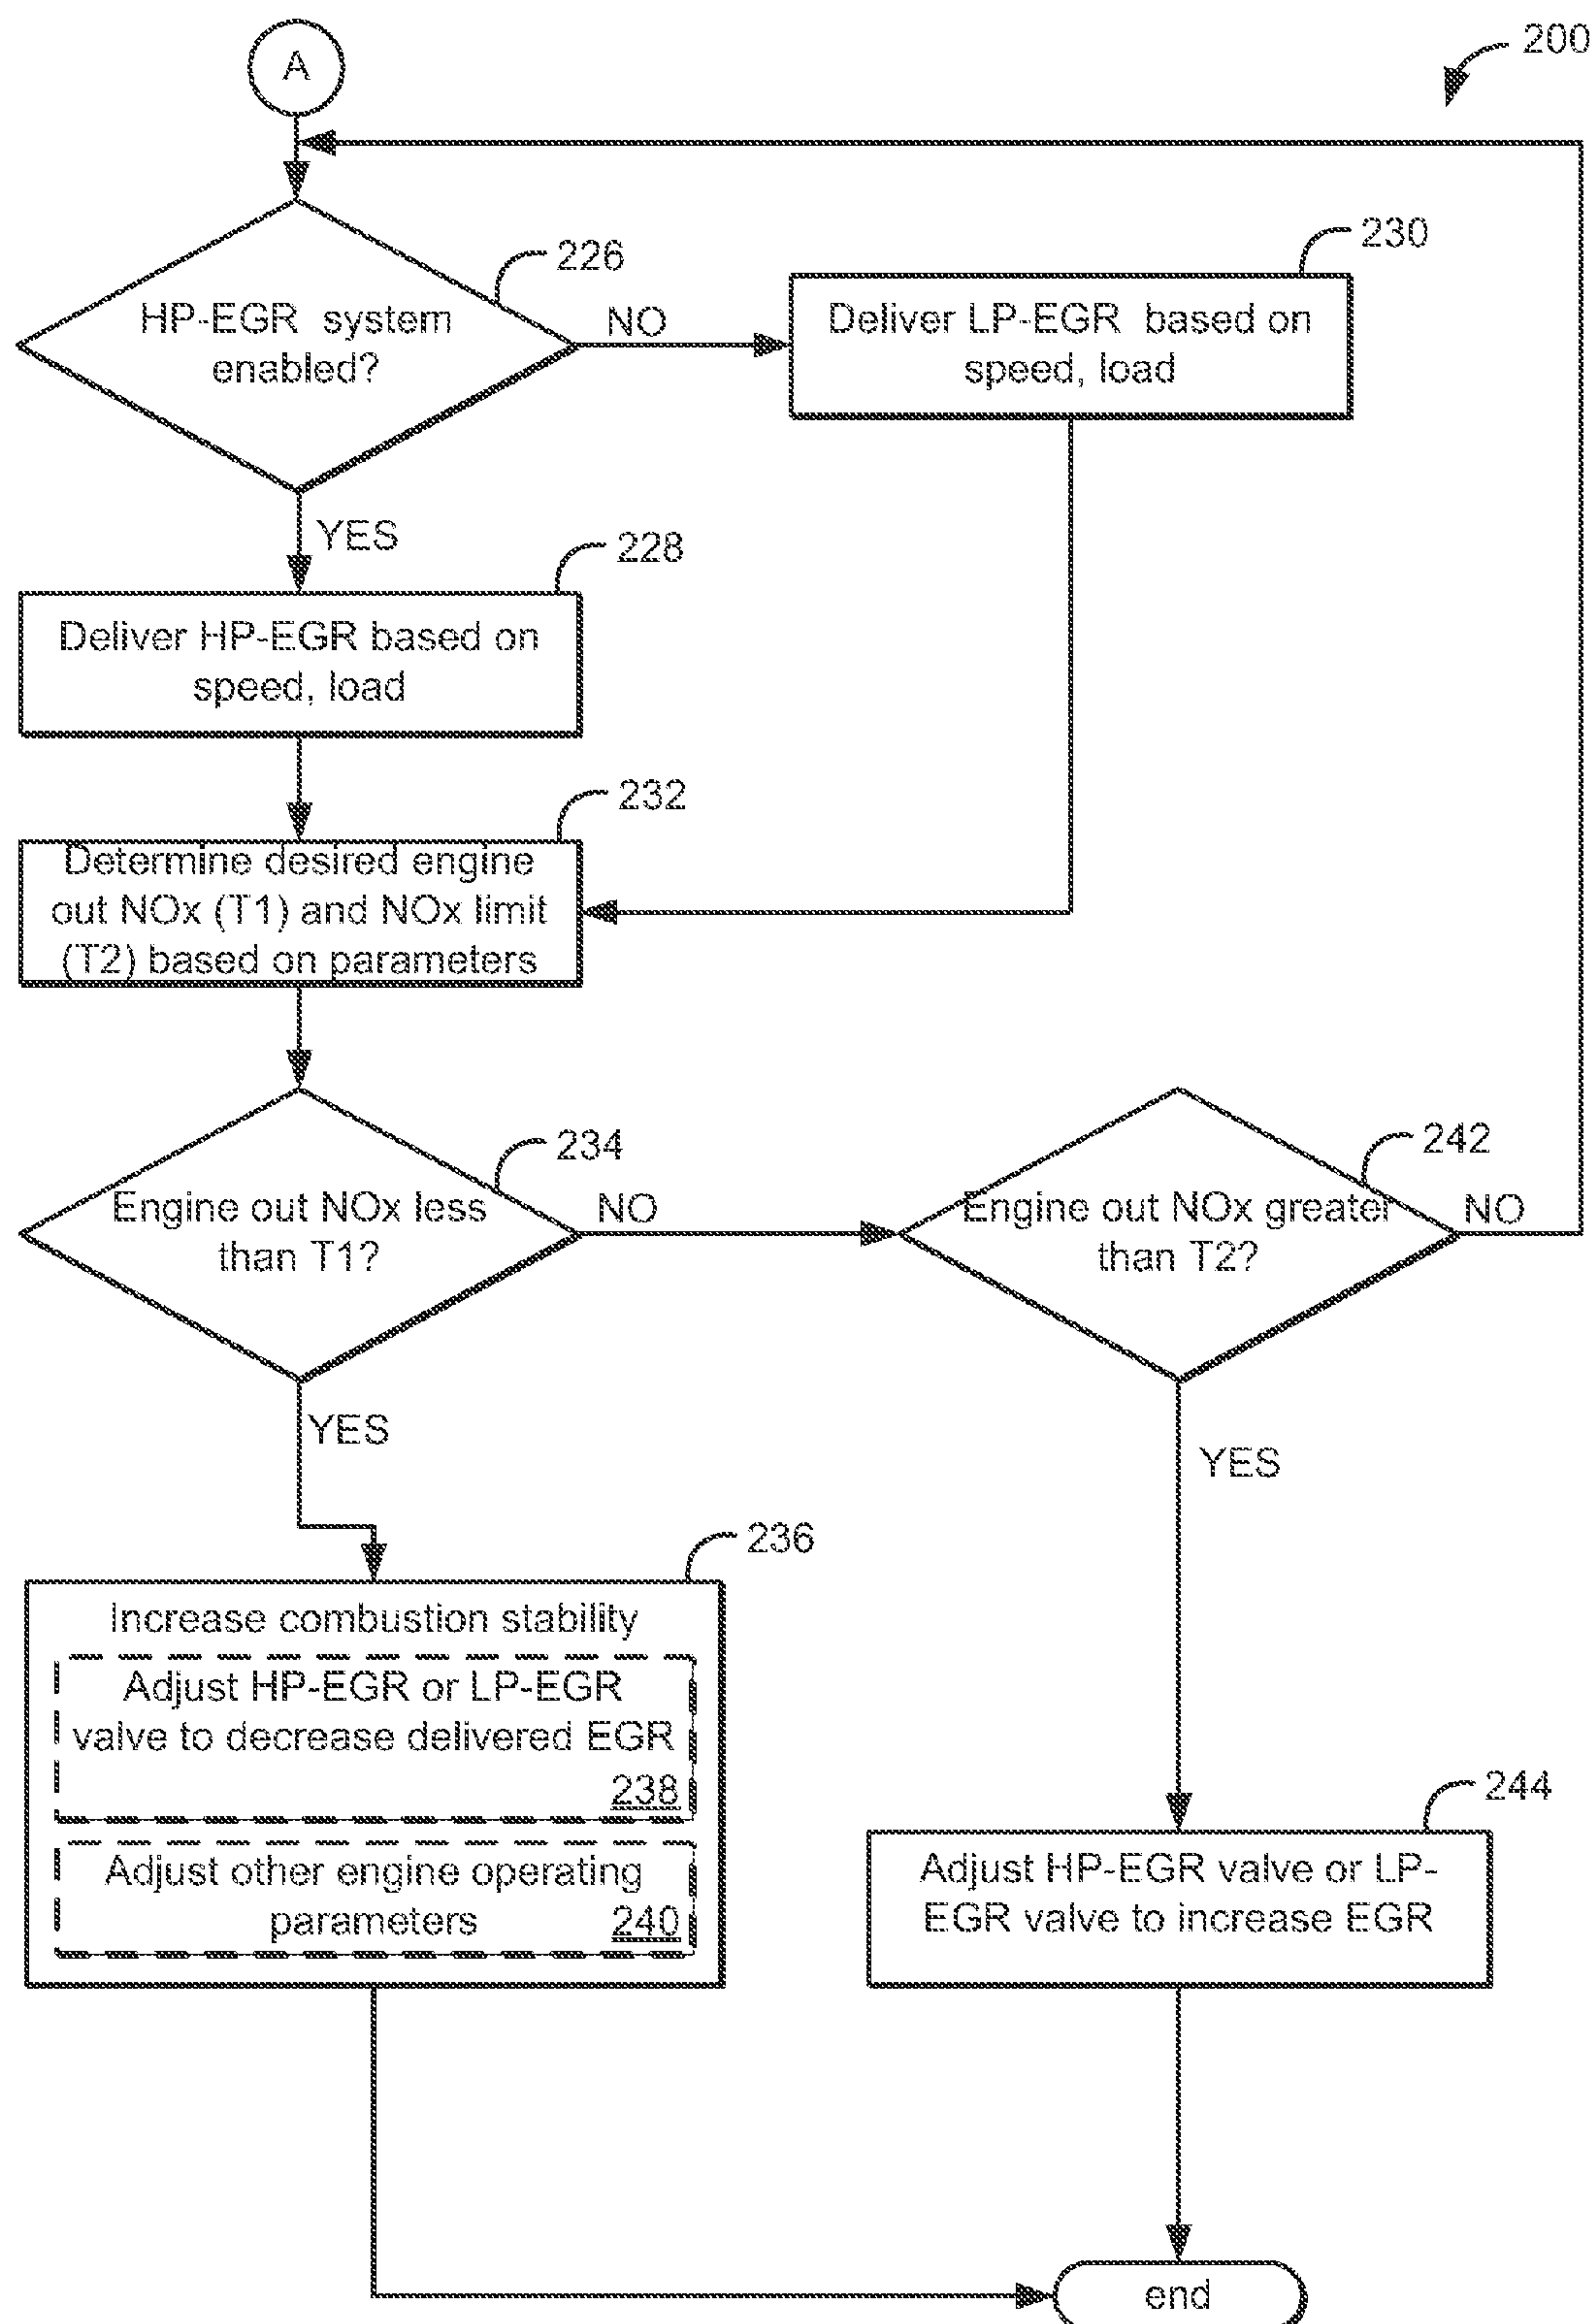 A
200
226
HP-EGR system
enabled?
NO
230
Deliver LP-EGR based on
speed, load
YES
228
Deliver HP-EGR based on
speed, load
232
Determine desired engine
out NOx (T1) and NOx limit
(T2) based on parameters
234
Engine out NOx less
than T1?
NO
242
Engine out NOx greater
than T2?
NO
YES
YES
236
Increase combustion stability
Adjust HP-EGR or LP-EGR
valve to decrease delivered EGR
238
Adjust other engine operating
parameters 240
244
Adjust HP-EGR valve or LP-
EGR valve to increase EGR
end